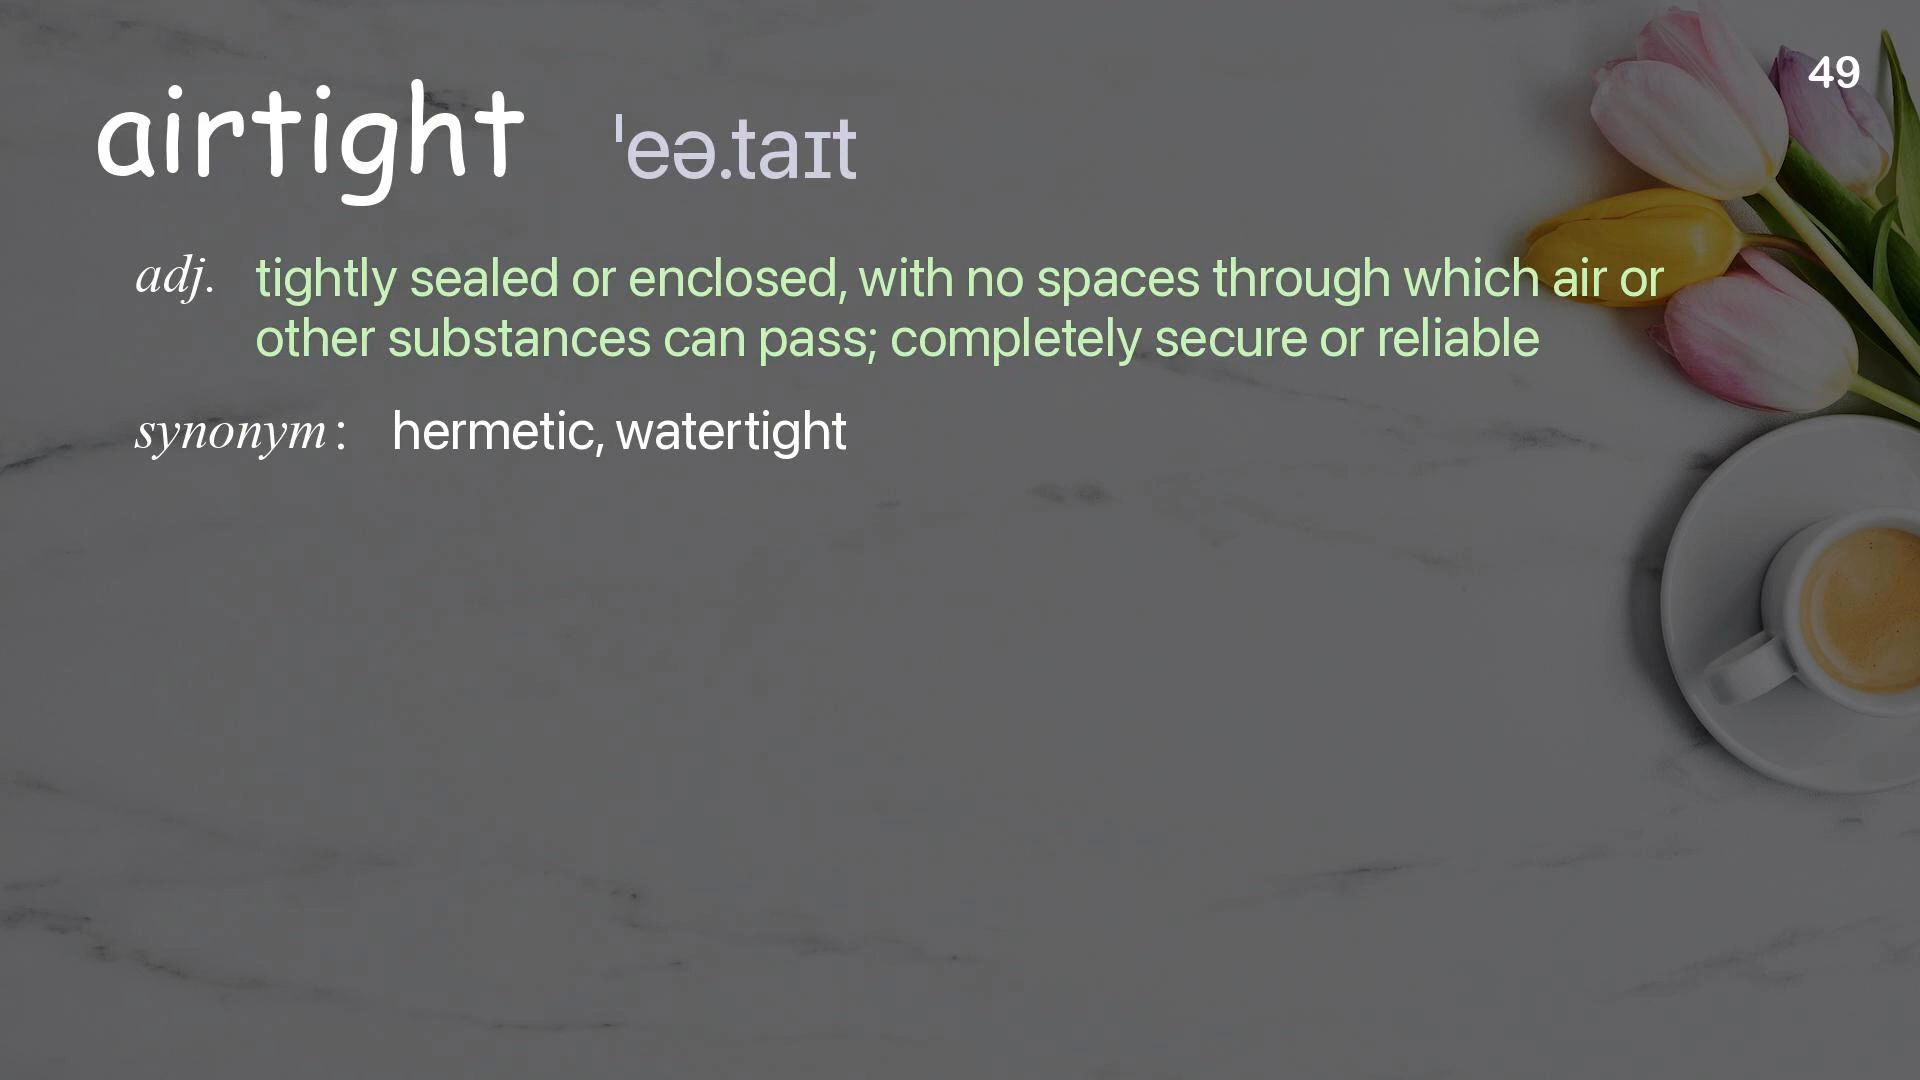 49
airtight ˈeə.taɪt
adj. tightly sealed or enclosed, with no spaces through which air or
other substances can pass; completely secure or reliable
synonym: hermetic, watertight